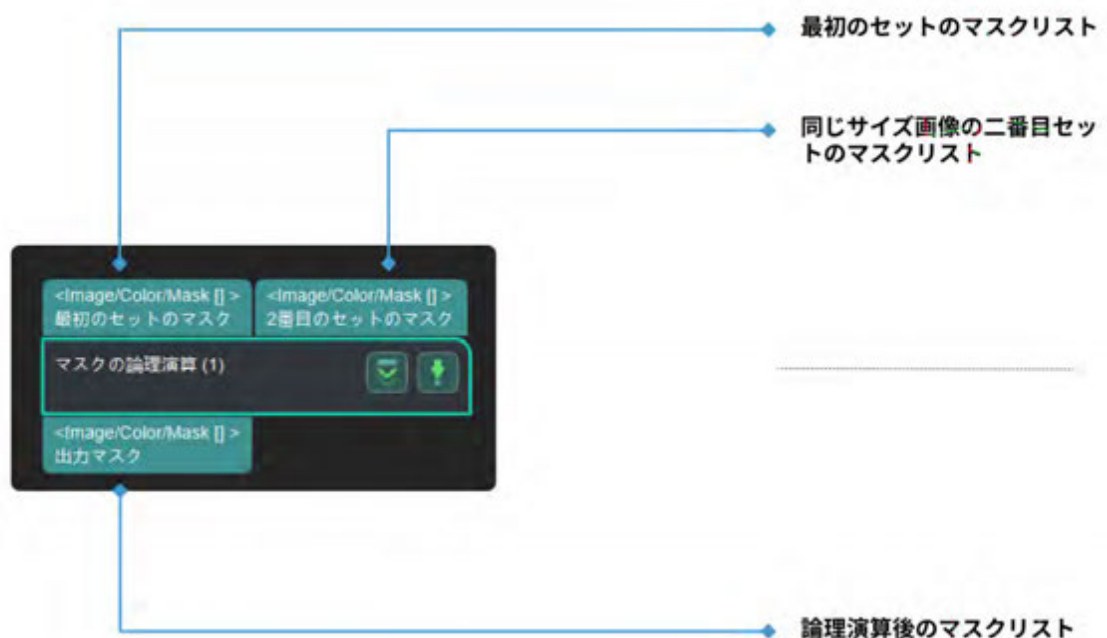 最初のセットのマスクリスト
同じサイズ画像の二番目セッ
トのマスクリスト
<Image/Color/Mask [] >
最初のセットのマスク
<Image/Color/Mask [] >
2番目のセットのマスク
マスクの論理演算 (1)
<Image/Color/Mask [] >
出力マスク
論理演算後のマスクリスト